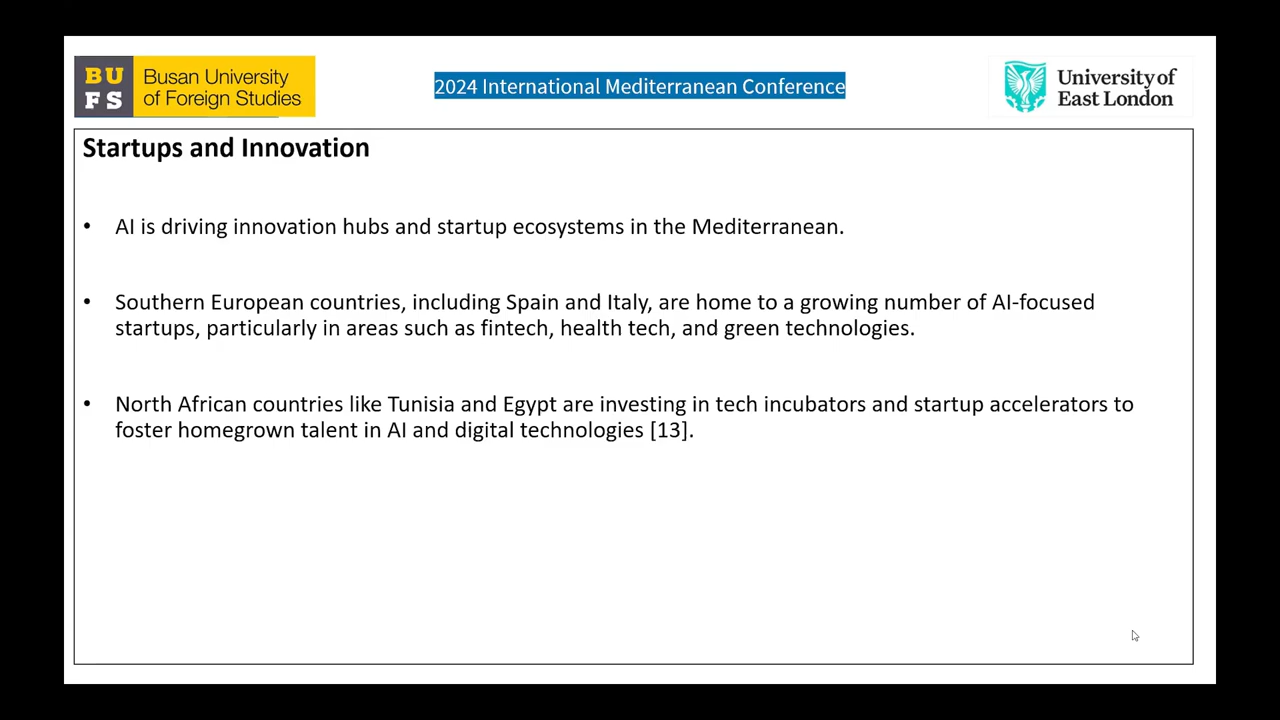 BU
FS
Busan University
of Foreign Studies
2024 International Mediterranean Conference
University of
East London
Startups and Innovation
• AI is driving innovation hubs and startup ecosystems in the Mediterranean.
• Southern European countries, including Spain and Italy, are home to a growing number of AI-focused
startups, particularly in areas such as fintech, health tech, and green technologies.
• North African countries like Tunisia and Egypt are investing in tech incubators and startup accelerators to
foster homegrown talent in AI and digital technologies [13].